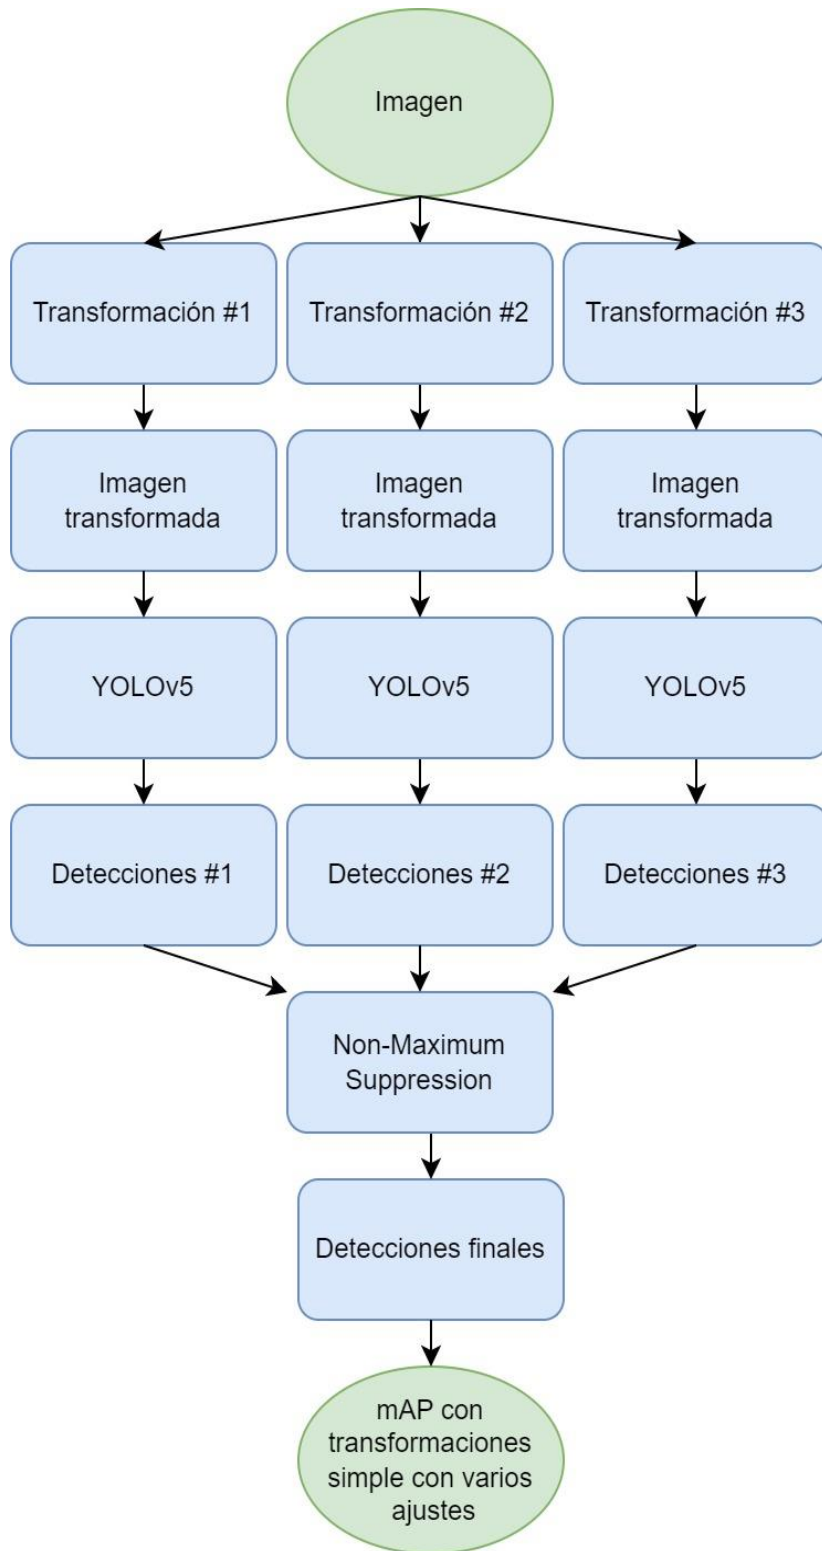 Imagen
Transformación #1
Transformación #2
Transformación #3
Imagen
transformada
Imagen
transformada
Imagen
transformada
YOLOv5
YOLOv5
YOLOv5
Detecciones #1
Detecciones #2
Detecciones #3
Non-Maximum
Suppression
Detecciones finales
mAP con
transformaciones
simple con varios
ajustes